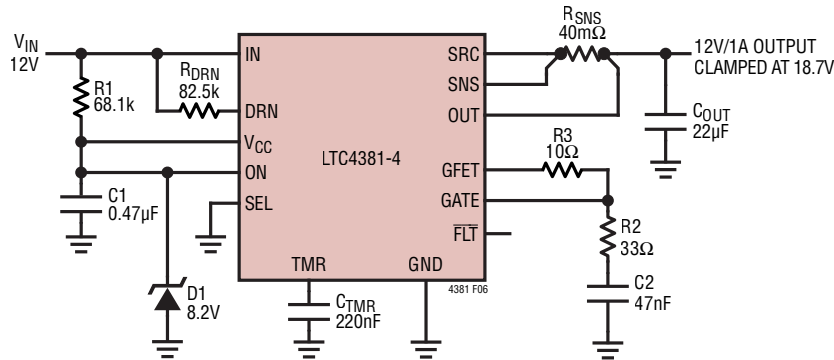 VIN
12V
R1
68.1k
RDRN
82.5k
C1
0.47µF
D1
8.2V
IN
DRN
VCC
ON
SEL
TMR
GND
LTC4381-4
SRC
SNS
OUT
GFET
GATE
FLT
4381 F06
CTMR
220nF
RSNS
40mΩ
12V/1A OUTPUT
CLAMPED AT 18.7V
COUT
22µF
R3
10Ω
R2
33Ω
C2
47nF